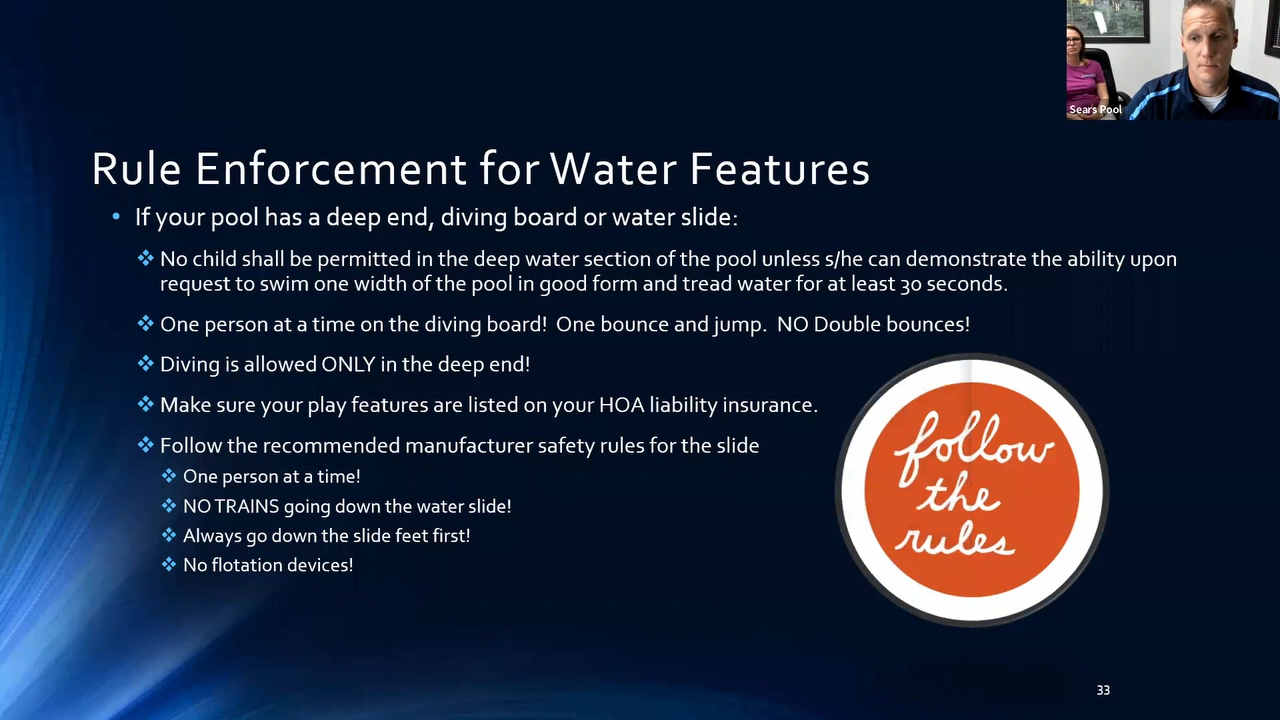 Sears Pool
Rule Enforcement for Water Features
• If your pool has a deep end, diving board or water slide:
❖ No child shall be permitted in the deep water section of the pool unless s/he can demonstrate the ability upon
request to swim one width of the pool in good form and tread water for at least 30 seconds.
❖ One person at a time on the diving board! One bounce and jump. NO Double bounces!
❖ Diving is allowed ONLY in the deep end!
❖ Make sure your play features are listed on your HOA liability insurance.
❖ Follow the recommended manufacturer safety rules for the slide
❖ One person at a time!
❖ NO TRAINS going down the water slide!
❖ Always go down the slide feet first!
❖ No flotation devices!
follow
the
rules
33